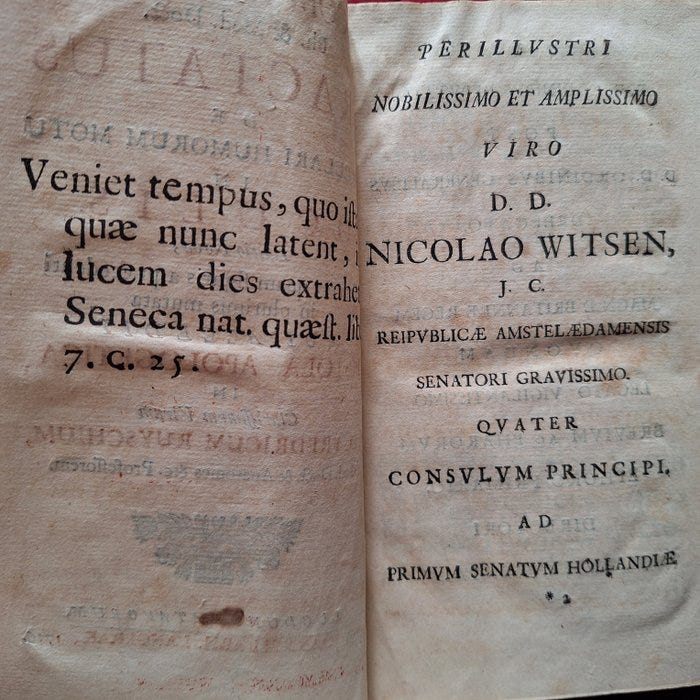 Veniet tempus, quo ist
quæ nunc latent, i
lucem dies extrahet
Seneca nat. quæst. lib
7. C. 25.
PERILLVSTRI
NOBILISSIMO ET AMPLISSIMO
VIRO
D. D.
NICOLAO WITSEN,
J. C.
REIPVBLICÆ AMSTELÆDAMENSIS
SENATORI GRAVISSIMO.
QVATER
CONSVLVM PRINCIPI,
AD
PRIMVM SENATVM HOLLANDIÆ
* 2